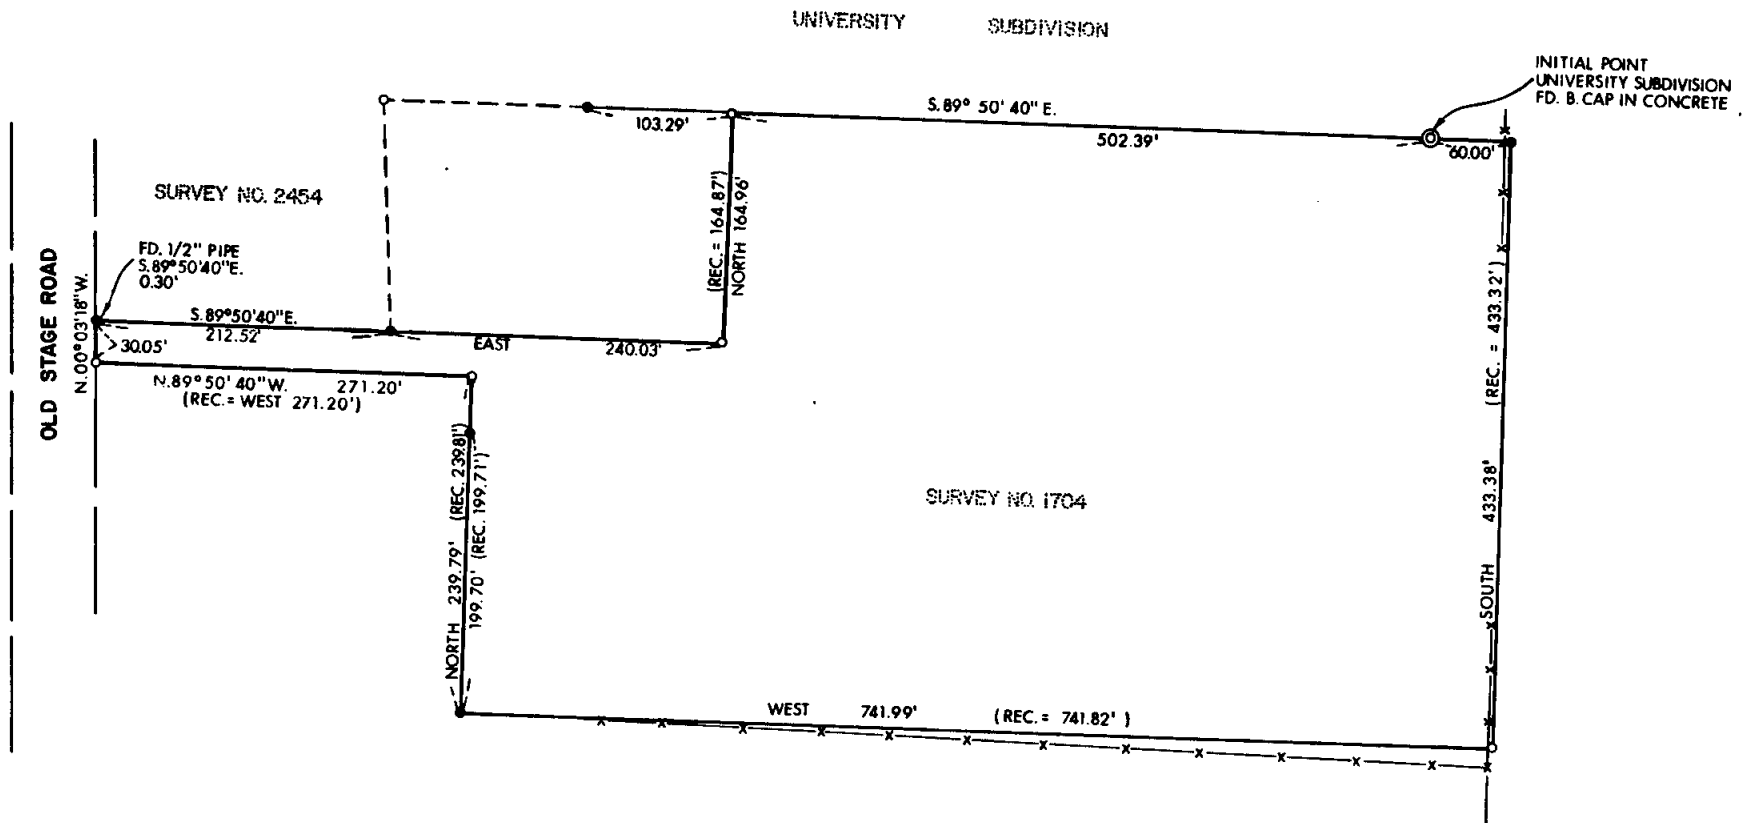 UNIVERSITY SUBDIVISION
INITIAL POINT
UNIVERSITY SUBDIVISION
FD. B. CAP IN CONCRETE
S. 89° 50' 40" E.
103.29'
502.39'
60.00'
SURVEY NO. 2454
(REC. = 164.87')
NORTH 164.96'
FD. 1/2" PIPE
S.89°50'40"E.
0.30'
OLD STAGE ROAD
N.00°03'18"W.
S.89°50'40"E.
212.52'
EAST 240.03'
30.05'
N.89° 50' 40" W. 271.20'
(REC. = WEST 271.20')
(REC. = 433.32')
SOUTH 433.38'
NORTH 239.79' (REC. 239.81')
199.70' (REC. 199.71')
SURVEY NO. 1704
WEST 741.99' (REC. = 741.82' )